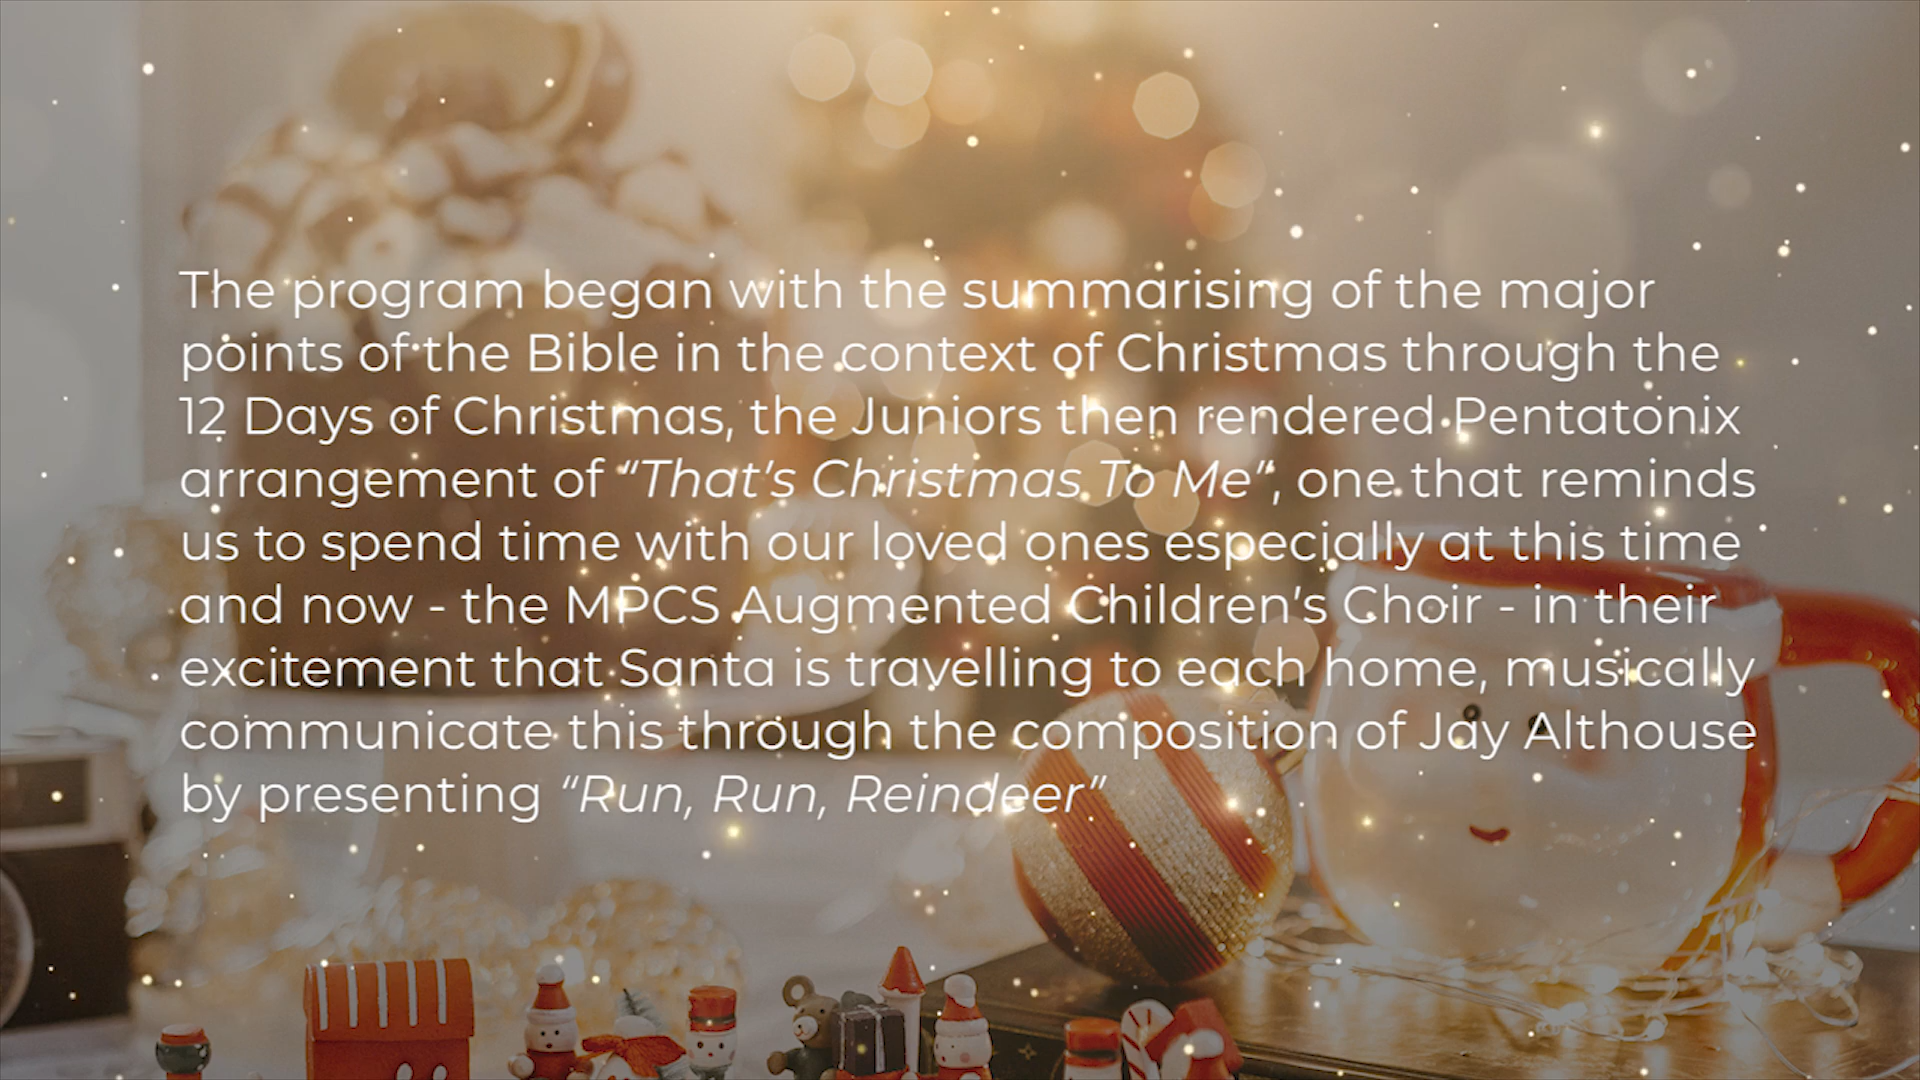 The program began with the summarising of the major
points of the Bible in the context of Christmas through the
12 Days of Christmas, the Juniors then rendered Pentatonix
arrangement of “That’s Christmas To Me”, one that reminds
us to spend time with our loved ones especially at this time
and now - the MPCS Augmented Children’s Choir - in their
excitement that Santa is travelling to each home, musically
communicate this through the composition of Jay Althouse
by presenting “Run, Run, Reindeer”